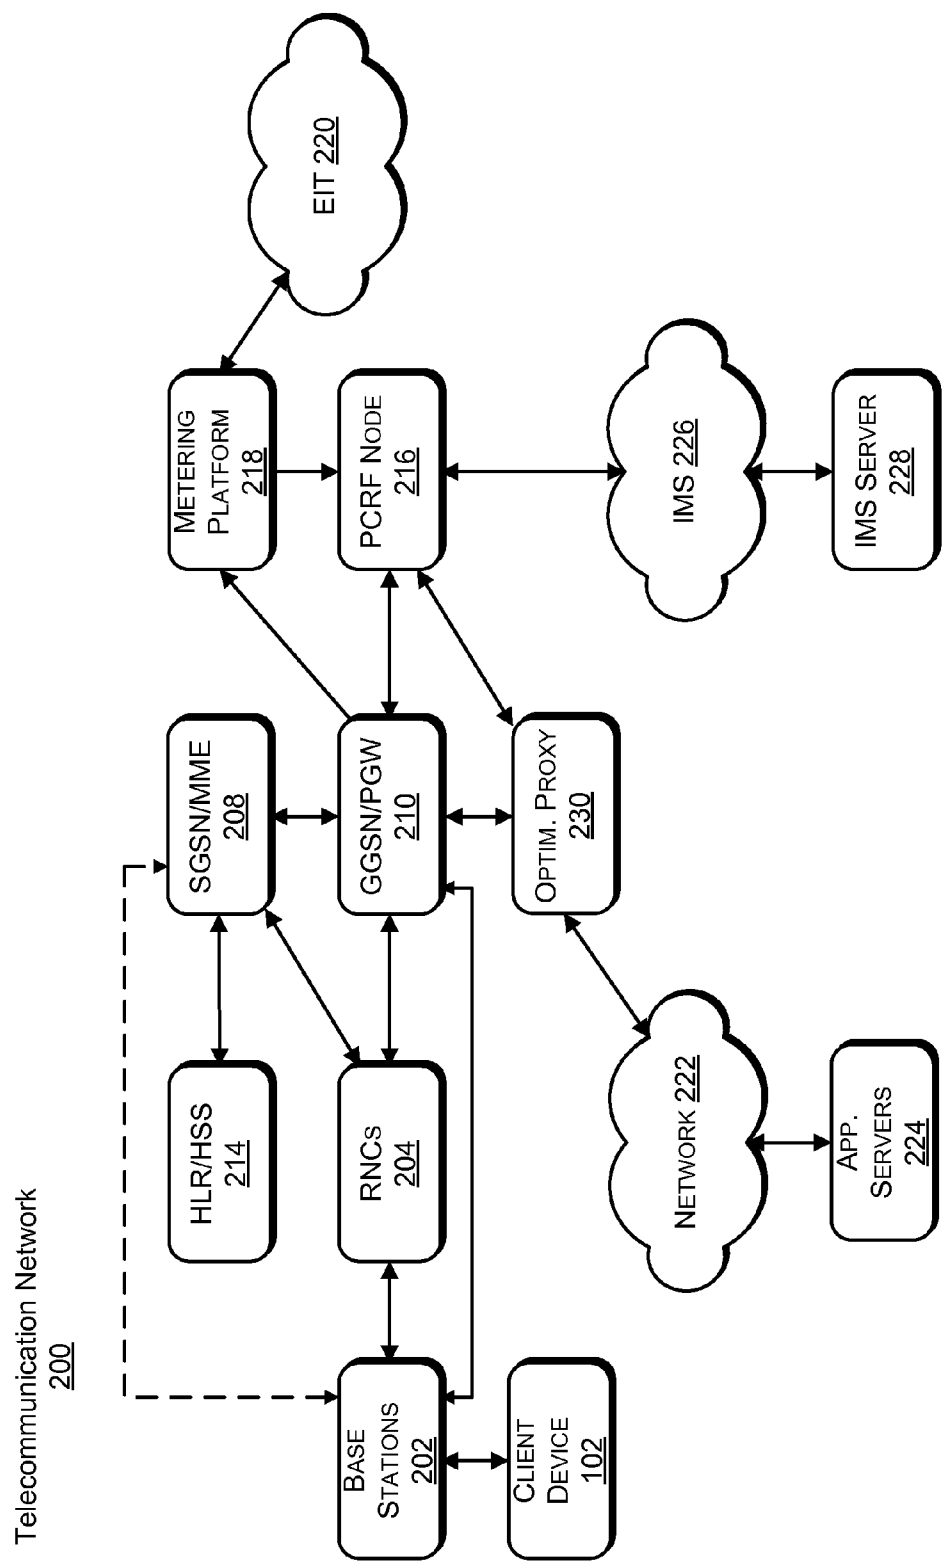 Telecommunication Network
200
BASE
STATIONS
202
CLIENT
DEVICE
102
HLR/HSS
214
RNCS
204
SGSN/MME
208
GGSN/PGW
210
OPTIM. PROXY
230
NETWORK 222
APP.
SERVERS
224
METERING
PLATFORM
218
PCRF NODE
216
EIT 220
IMS 226
IMS SERVER
228